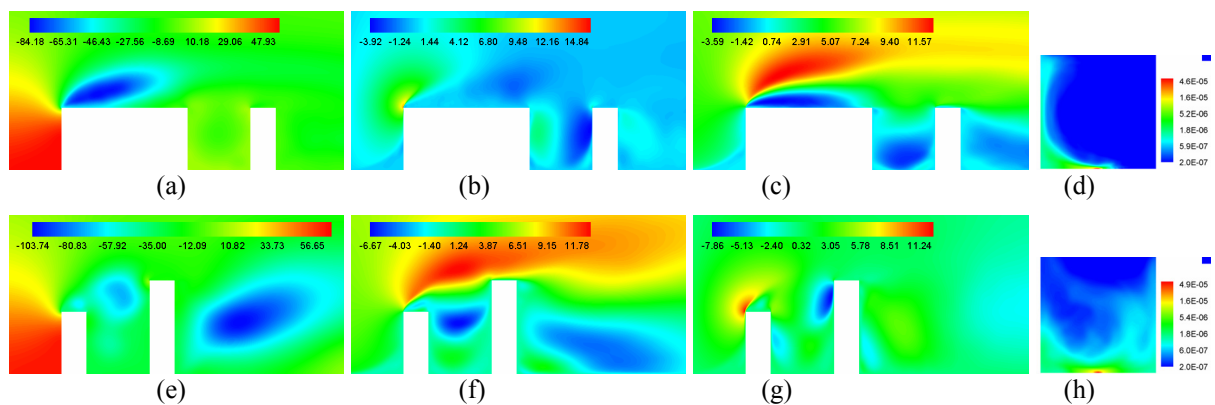 -84.18 -65.31 -46.43 -27.56 -8.69 10.18 29.06 47.93
-3.92 -1.24 1.44 4.12 6.80 9.48 12.16 14.84
-3.59 -1.42 0.74 2.91 5.07 7.24 9.40 11.57
4.6E-05
1.6E-05
5.2E-06
5.9E-07
2.0E-07
(a) (b) (c) (d)
-103.74 -80.83 -57.92 -35.00 -12.09 10.82 33.73 56.65
-6.67 -4.03 -1.40 1.24 3.87 6.51 9.15 11.78
-7.86 -5.13 -2.40 0.32 3.05 5.78 8.51 11.24
4.9E-05
1.6E-05
5.4E-06
1.8E-06
6.0E-07
2.0E-07
(e) (f) (g) (h)